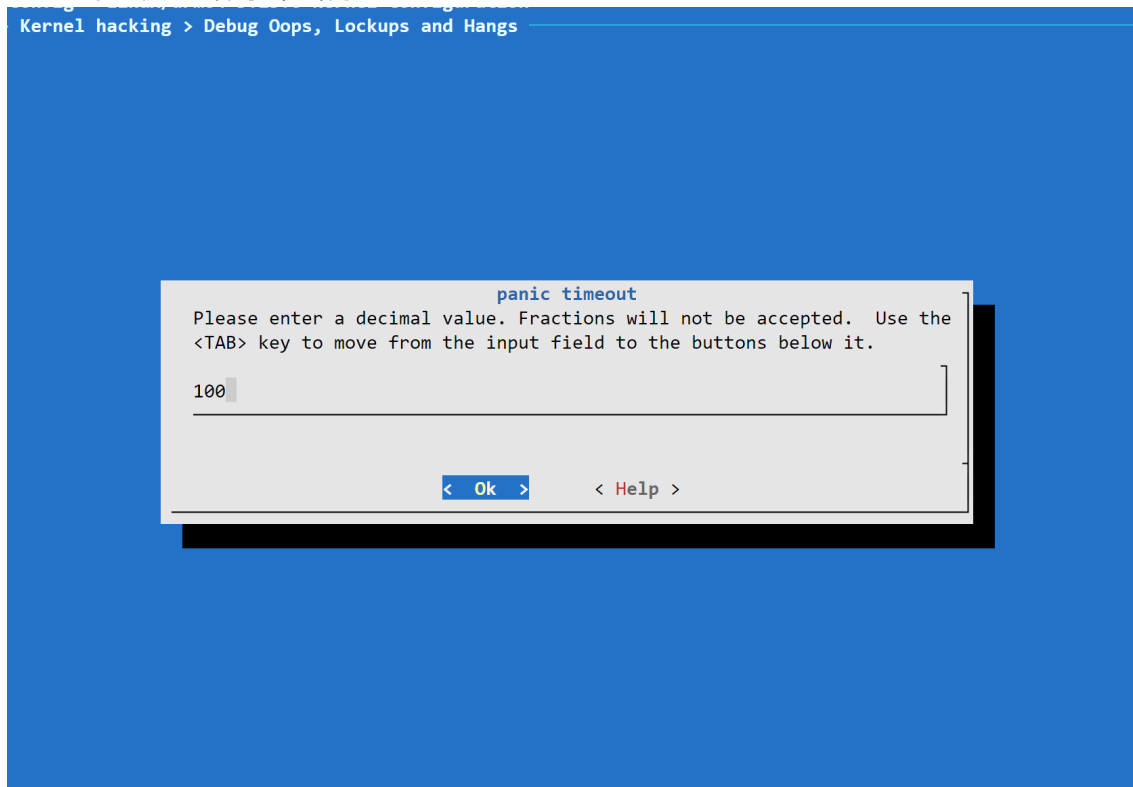 Kernel hacking > Debug Oops, Lockups and Hangs
panic timeout
Please enter a decimal value. Fractions will not be accepted.  Use the
<TAB> key to move from the input field to the buttons below it.
100
< Ok > < Help >